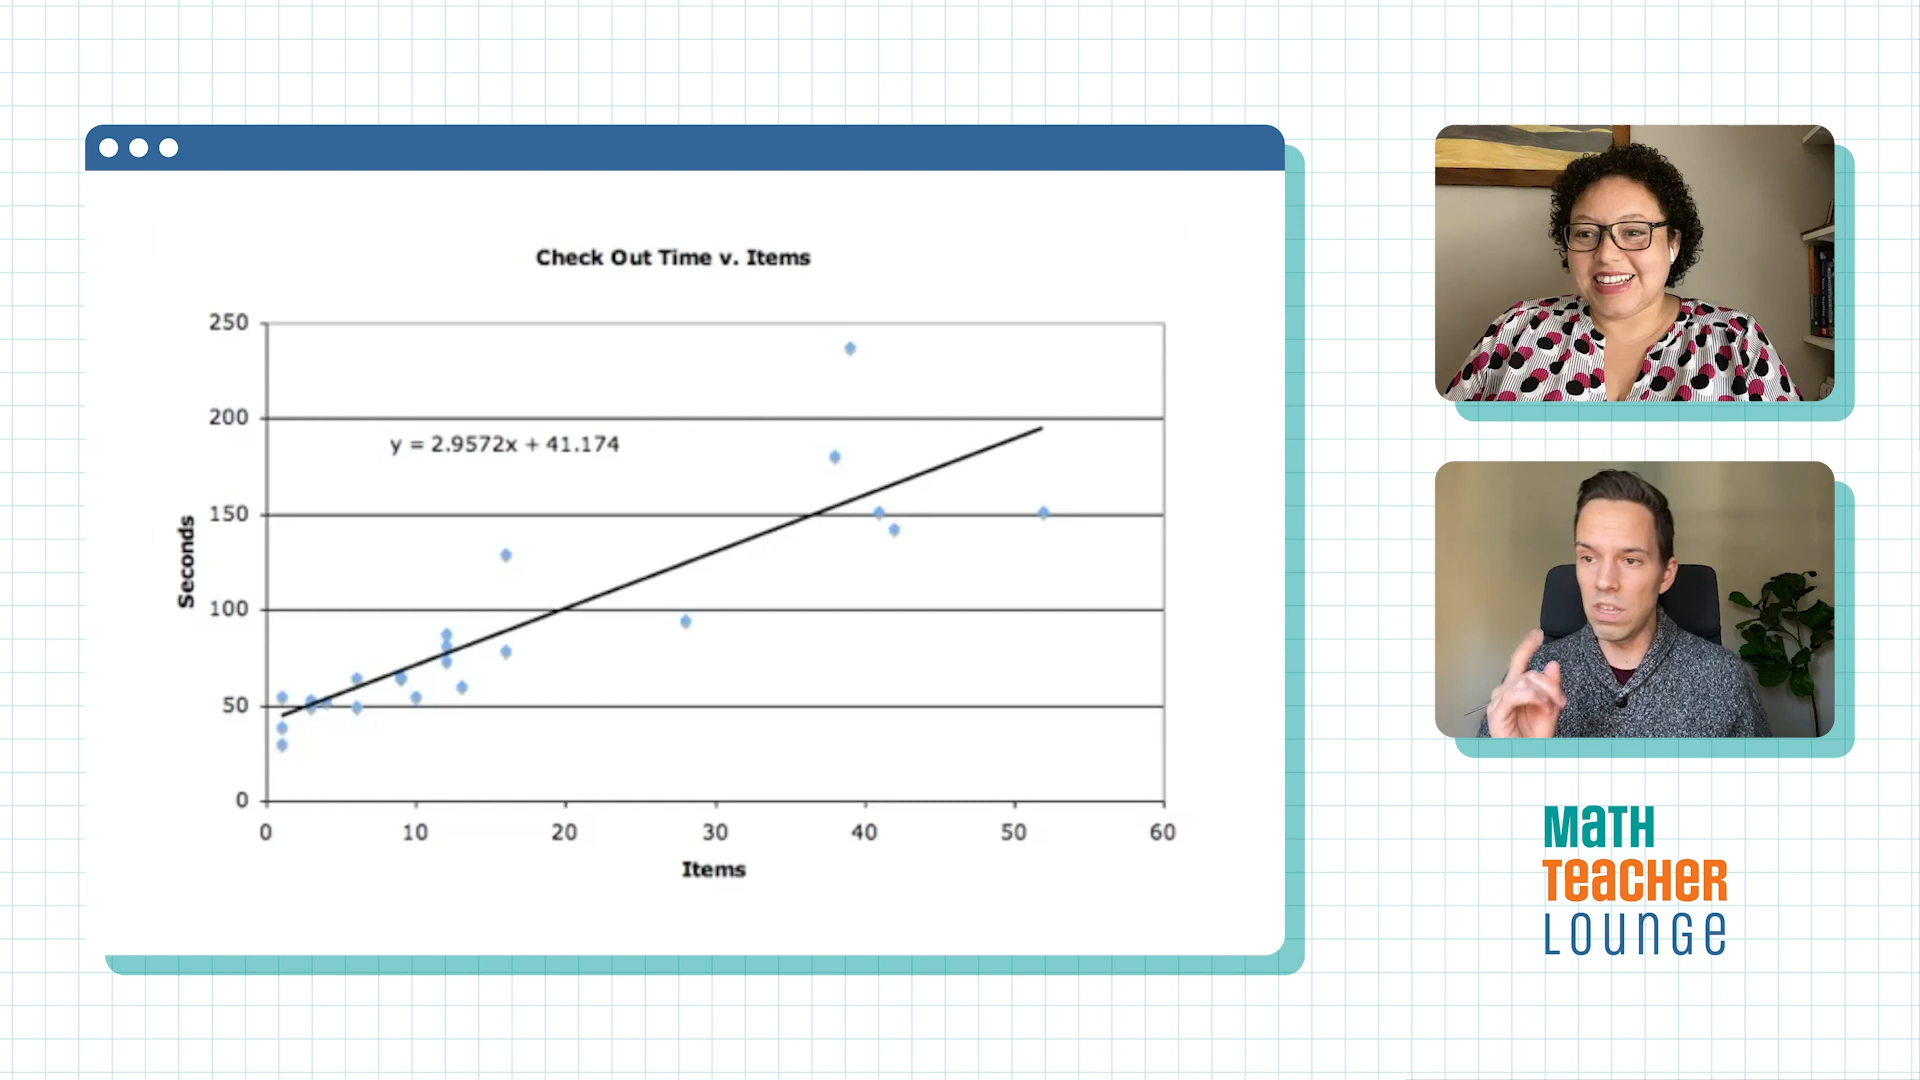 Check Out Time v. Items
250
200
y = 2.9572x + 41.174
150
Seconds
100
50
0
0 10 20 30 40 50 60
Items
MATH
TEACHER
LOUNGE